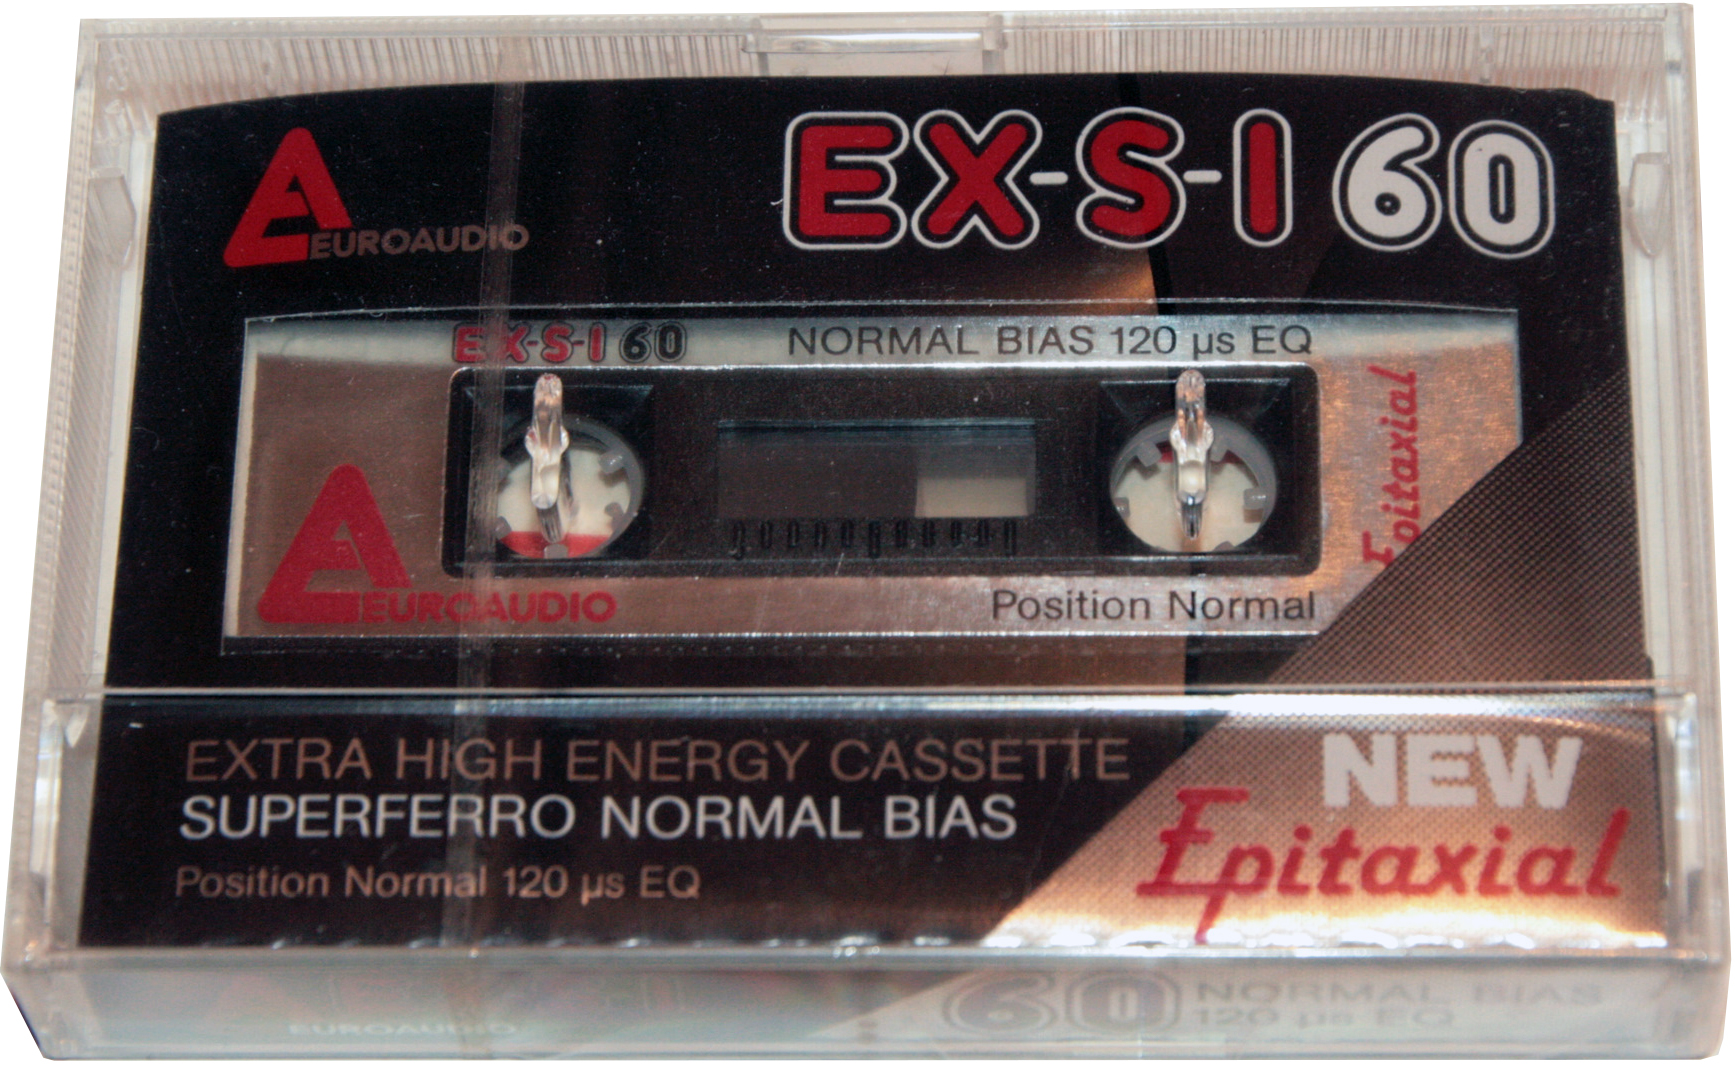 EX-S-I 60
EUROAUDIO
EX-S-I 60 NORMAL BIAS 120 µs EQ
Epitaxial
EUROAUDIO
Position Normal
EXTRA HIGH ENERGY CASSETTE
SUPERFERRO NORMAL BIAS
Position Normal 120 µs EQ
NEW
Epitaxial
EUROAUDIO
60 NORMAL BIAS
120 µs EQ